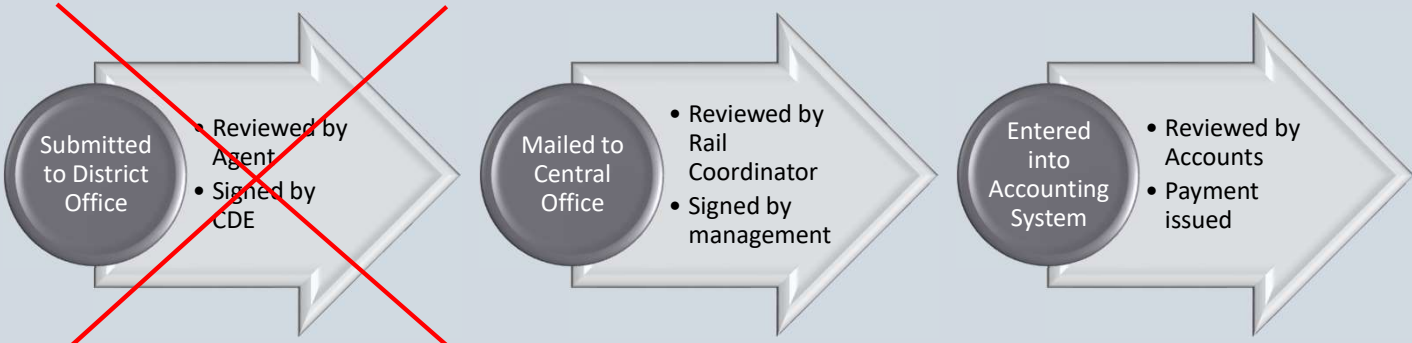 Submitted
to District
Office
• Reviewed by
Agent
• Signed by
CDE
Mailed to
Central
Office
• Reviewed by
Rail
Coordinator
• Signed by
management
Entered
into
Accounting
System
• Reviewed by
Accounts
• Payment
issued